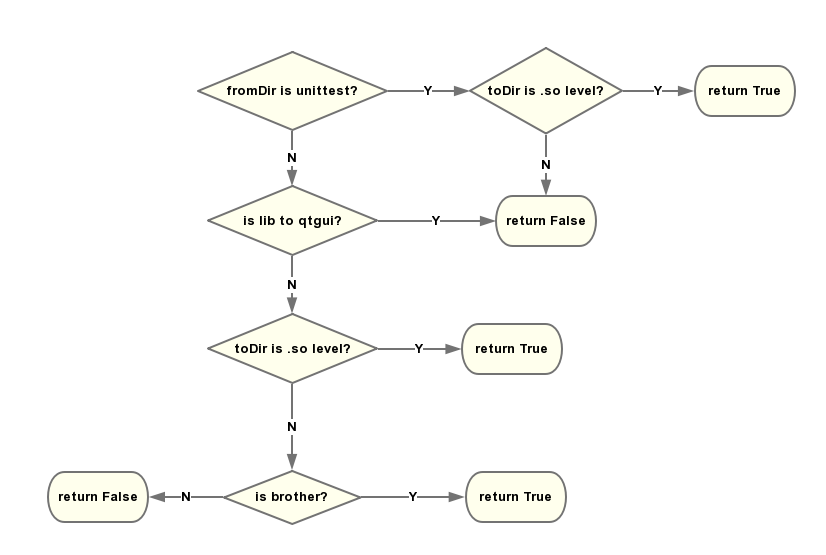 fromDir is unittest?
Y
toDir is .so level?
Y
return True
N
N
is lib to qtgui?
Y
return False
N
toDir is .so level?
Y
return True
N
return False
N
is brother?
Y
return True